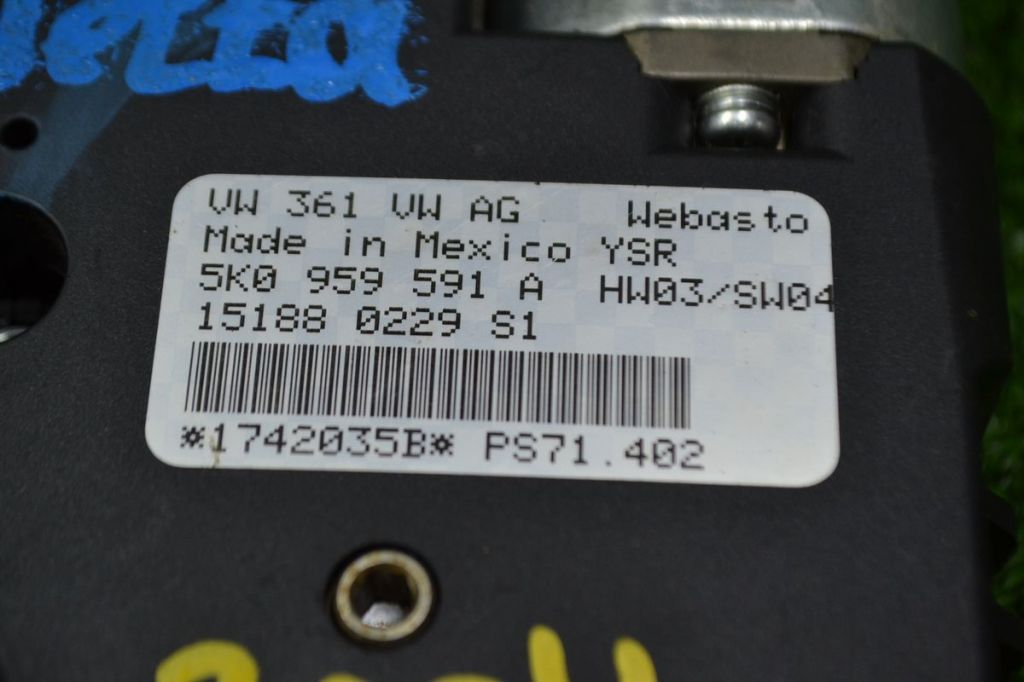 VW 361 VW AG Webasto
Made in Mexico YSR
5K0 959 591 A HW03/SW04
15188 0229 S1
*1742035B* PS71.402